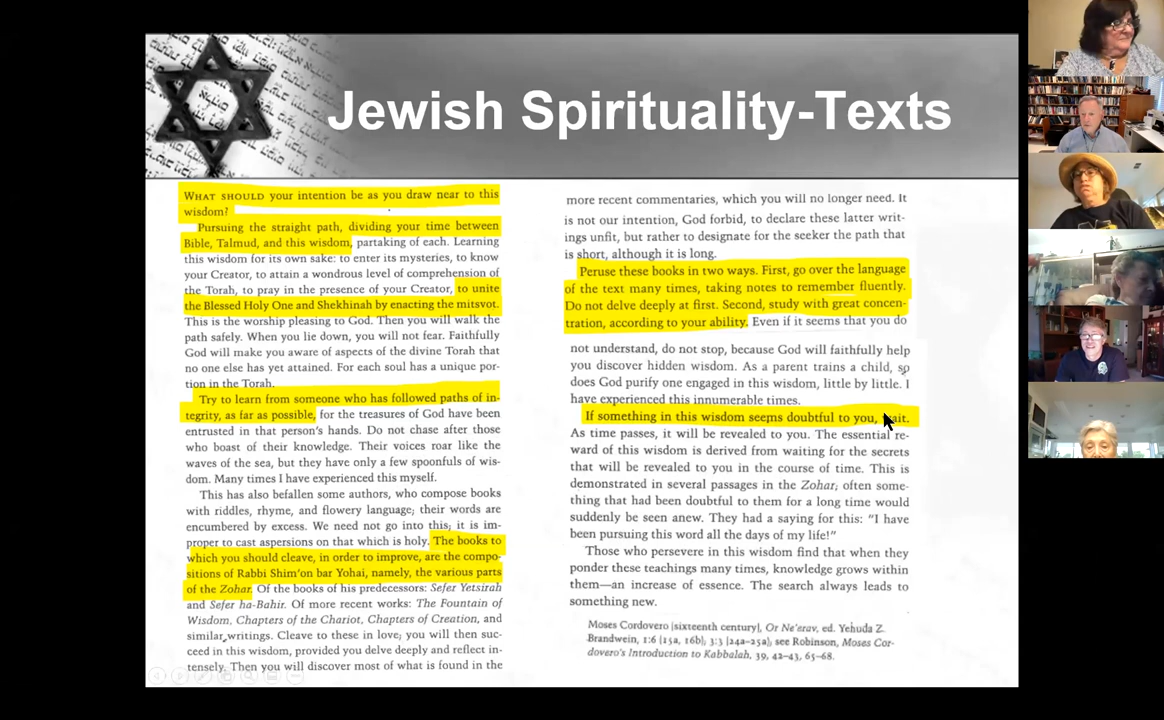 Jewish Spirituality-Texts
WHAT SHOULD your intention be as you draw near to this
wisdom?
Pursuing the straight path, dividing your time between
Bible, Talmud, and this wisdom, partaking of each. Learning
this wisdom for its own sake: to enter its mysteries, to know
your Creator, to attain a wondrous level of comprehension of
the Torah, to pray in the presence of your Creator, to unite
the Blessed Holy One and Shekhinah by enacting the mitsvot.
This is the worship pleasing to God. Then you will walk the
path safely. When you lie down, you will not fear. Faithfully
God will make you aware of aspects of the divine Torah that
no one else has yet attained. For each soul has a unique por-
tion in the Torah.
Try to learn from someone who has followed paths of in-
tegrity, as far as possible, for the treasures of God have been
entrusted in that person's hands. Do not chase after those
who boast of their knowledge. Their voices roar like the
waves of the sea, but they have only a few spoonfuls of wis-
dom. Many times I have experienced this myself.
This has also befallen some authors, who compose books
with riddles, rhyme, and flowery language; their words are
encumbered by excess. We need not go into this; it is im-
proper to cast aspersions on that which is holy. The books to
which you should cleave, in order to improve, are the compo-
sitions of Rabbi Shim'on bar Yohai, namely, the various parts
of the Zohar. Of the books of his predecessors: Sefer Yetsirah
and Sefer ha-Bahir. Of more recent works: The Fountain of
Wisdom, Chapters of the Chariot, Chapters of Creation, and
similar writings. Cleave to these in love; you will then suc-
ceed in this wisdom, provided you delve deeply and reflect in-
tensely. Then you will discover most of what is found in the
more recent commentaries, which you will no longer need. It
is not our intention, God forbid, to declare these latter writ-
ings unfit, but rather to designate for the seeker the path that
is short, although it is long.
Peruse these books in two ways. First, go over the language
of the text many times, taking notes to remember fluently.
Do not delve deeply at first. Second, study with great concen-
tration, according to your ability. Even if it seems that you do
not understand, do not stop, because God will faithfully help
you discover hidden wisdom. As a parent trains a child, so
does God purify one engaged in this wisdom, little by little. I
have experienced this innumerable times.
If something in this wisdom seems doubtful to you, wait.
As time passes, it will be revealed to you. The essential re-
ward of this wisdom is derived from waiting for the secrets
that will be revealed to you in the course of time. This is
demonstrated in several passages in the Zohar; often some-
thing that had been doubtful to them for a long time would
suddenly be seen anew. They had a saying for this: "I have
been pursuing this word all the days of my life!"
Those who persevere in this wisdom find that when they
ponder these teachings many times, knowledge grows within
them—an increase of essence. The search always leads to
something new.
Moses Cordovero [sixteenth century], Or Ne'erav, ed. Yehuda Z.
Brandwein, 1:6 [15a, 16b]; 3:3 [24a–25a]; see Robinson, Moses Cor-
dovero's Introduction to Kabbalah, 39, 42–43, 65–68.